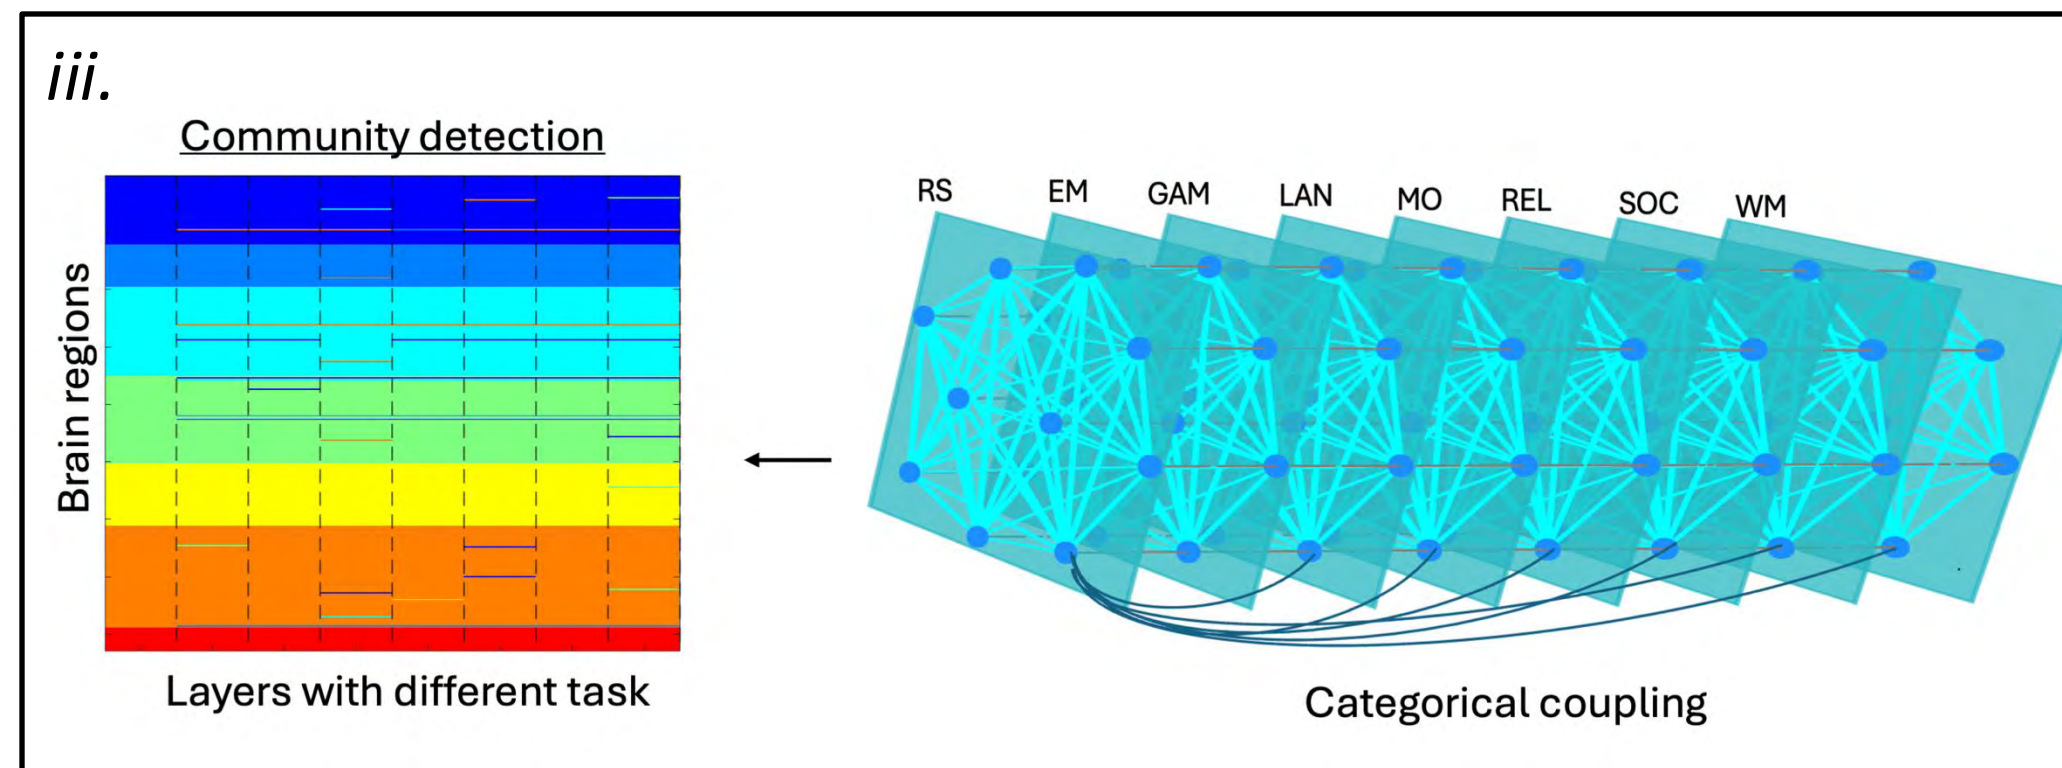 iii.
Community detection
Brain regions
Layers with different task
RS EM GAM LAN MO REL SOC WM
Categorical coupling